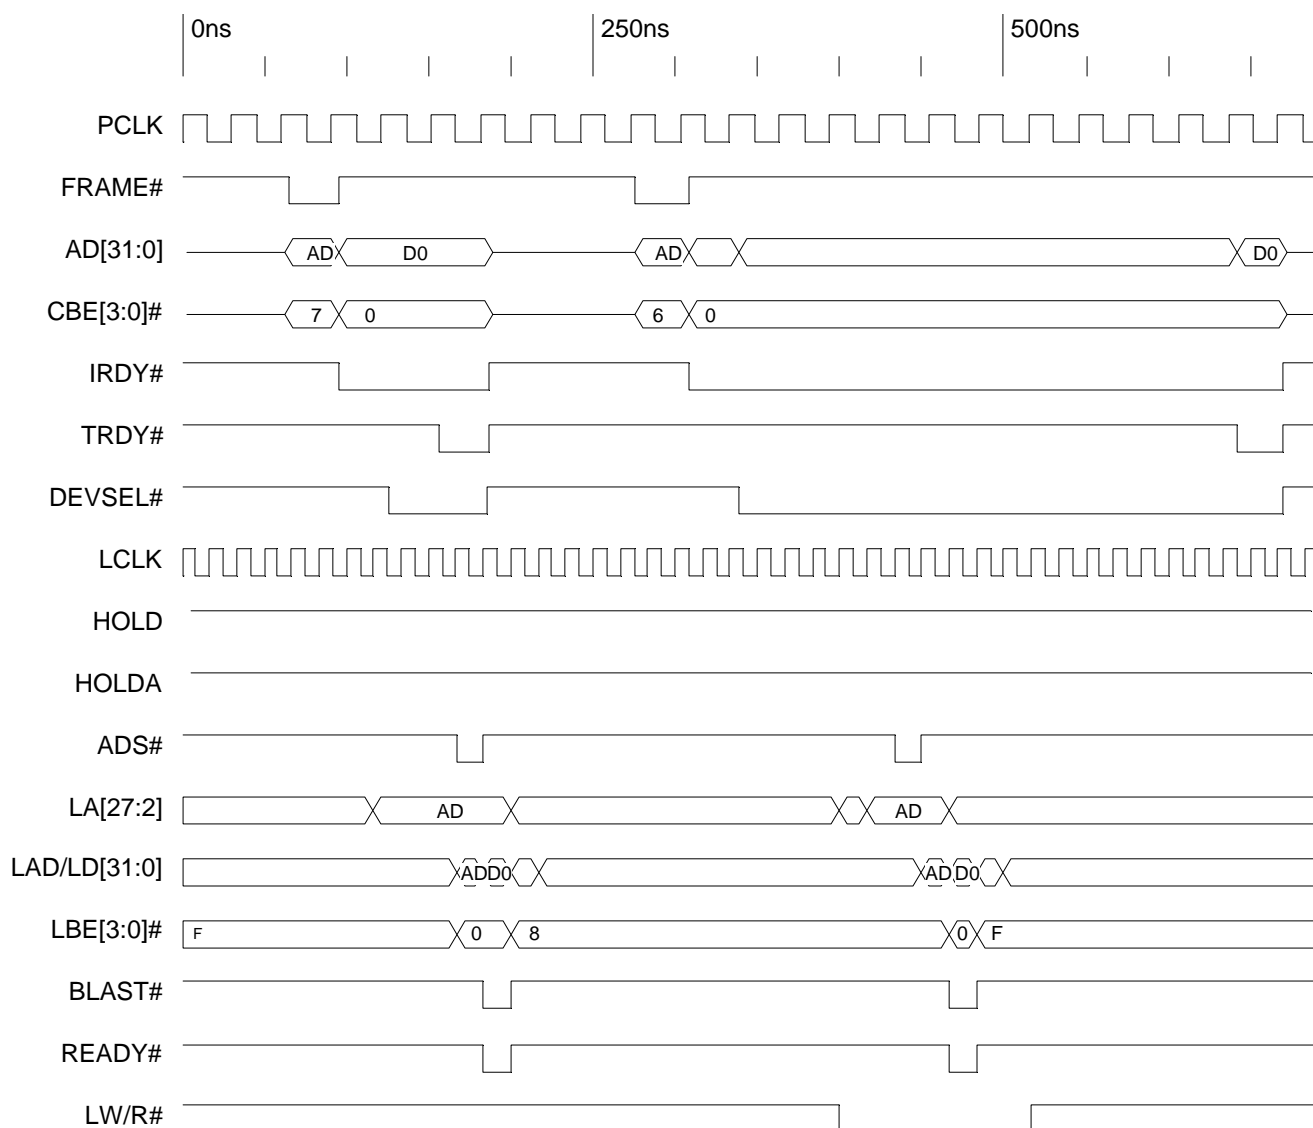 0ns 250ns 500ns
PCLK
FRAME#
AD[31:0] AD D0 AD D0
CBE[3:0]# 7 0 6 0
IRDY#
TRDY#
DEVSEL#
LCLK
HOLD
HOLDA
ADS#
LA[27:2] AD AD
LAD/LD[31:0] AD D0 AD D0
LBE[3:0]# F 0 8 0 F
BLAST#
READY#
LW/R#